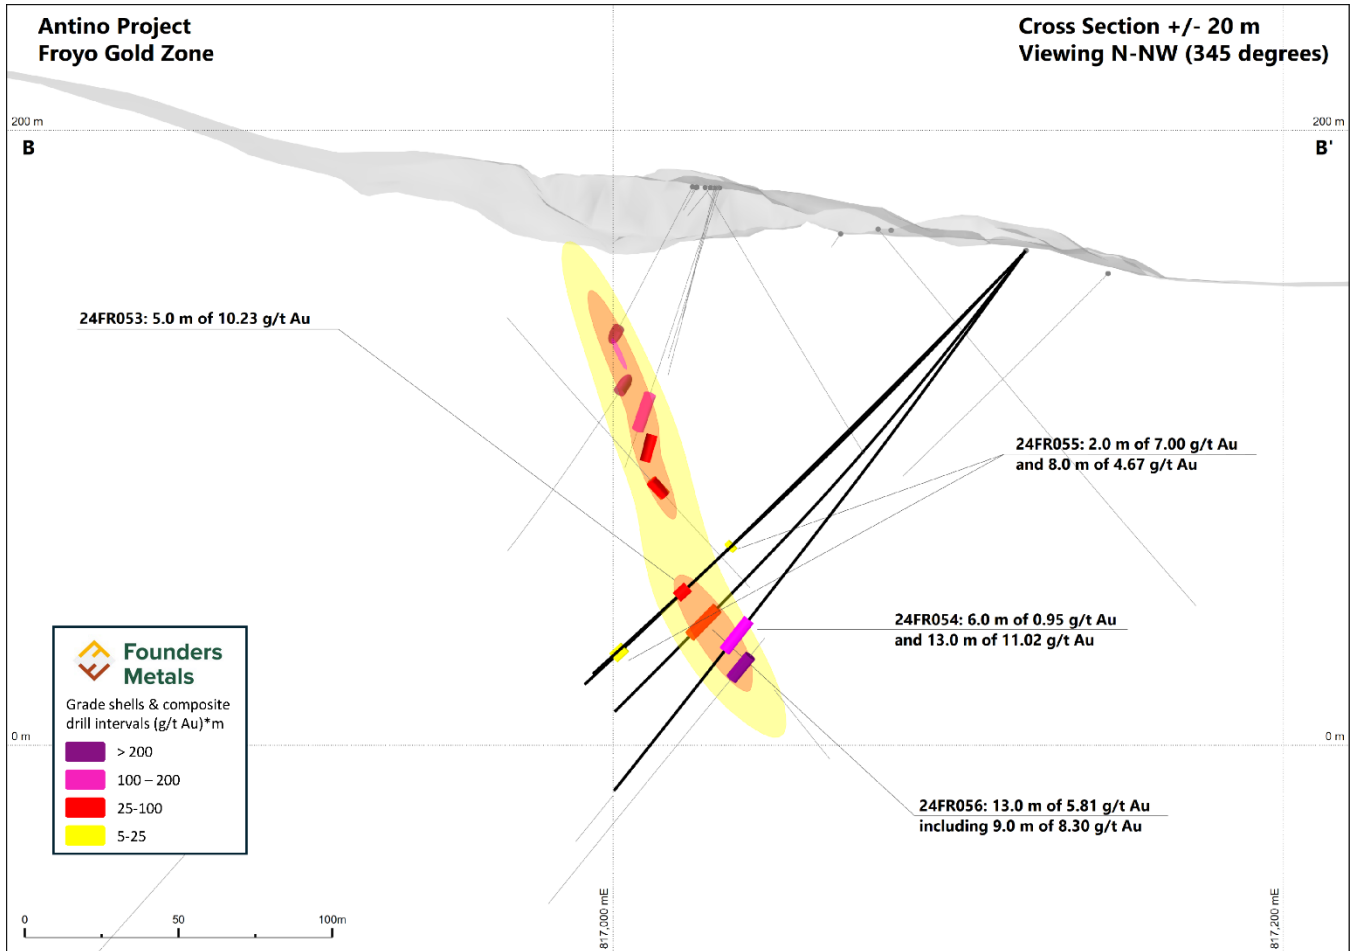 Antino Project
Froyo Gold Zone
Cross Section +/- 20 m
Viewing N-NW (345 degrees)
200 m
200 m
B
B'
24FR053: 5.0 m of 10.23 g/t Au
24FR055: 2.0 m of 7.00 g/t Au
and 8.0 m of 4.67 g/t Au
24FR054: 6.0 m of 0.95 g/t Au
and 13.0 m of 11.02 g/t Au
Founders
Metals
Grade shells & composite
drill intervals (g/t Au)*m
> 200
100 – 200
25-100
5-25
0 m
0 m
24FR056: 13.0 m of 5.81 g/t Au
including 9.0 m of 8.30 g/t Au
0
50
100m
817,000 mE
817,200 mE